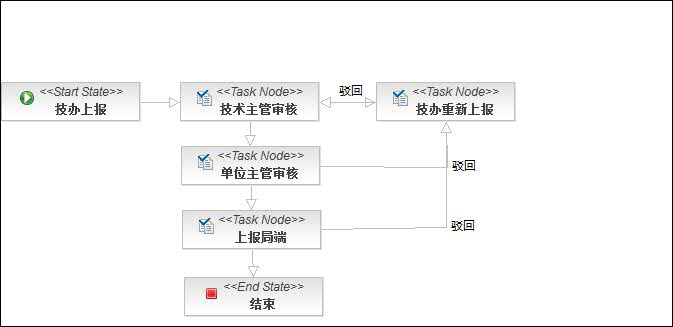 <<Start State>>
技办上报
<<Task Node>>
技术主管审核
驳回
<<Task Node>>
技办重新上报
<<Task Node>>
单位主管审核
驳回
<<Task Node>>
上报局端
驳回
<<End State>>
结束